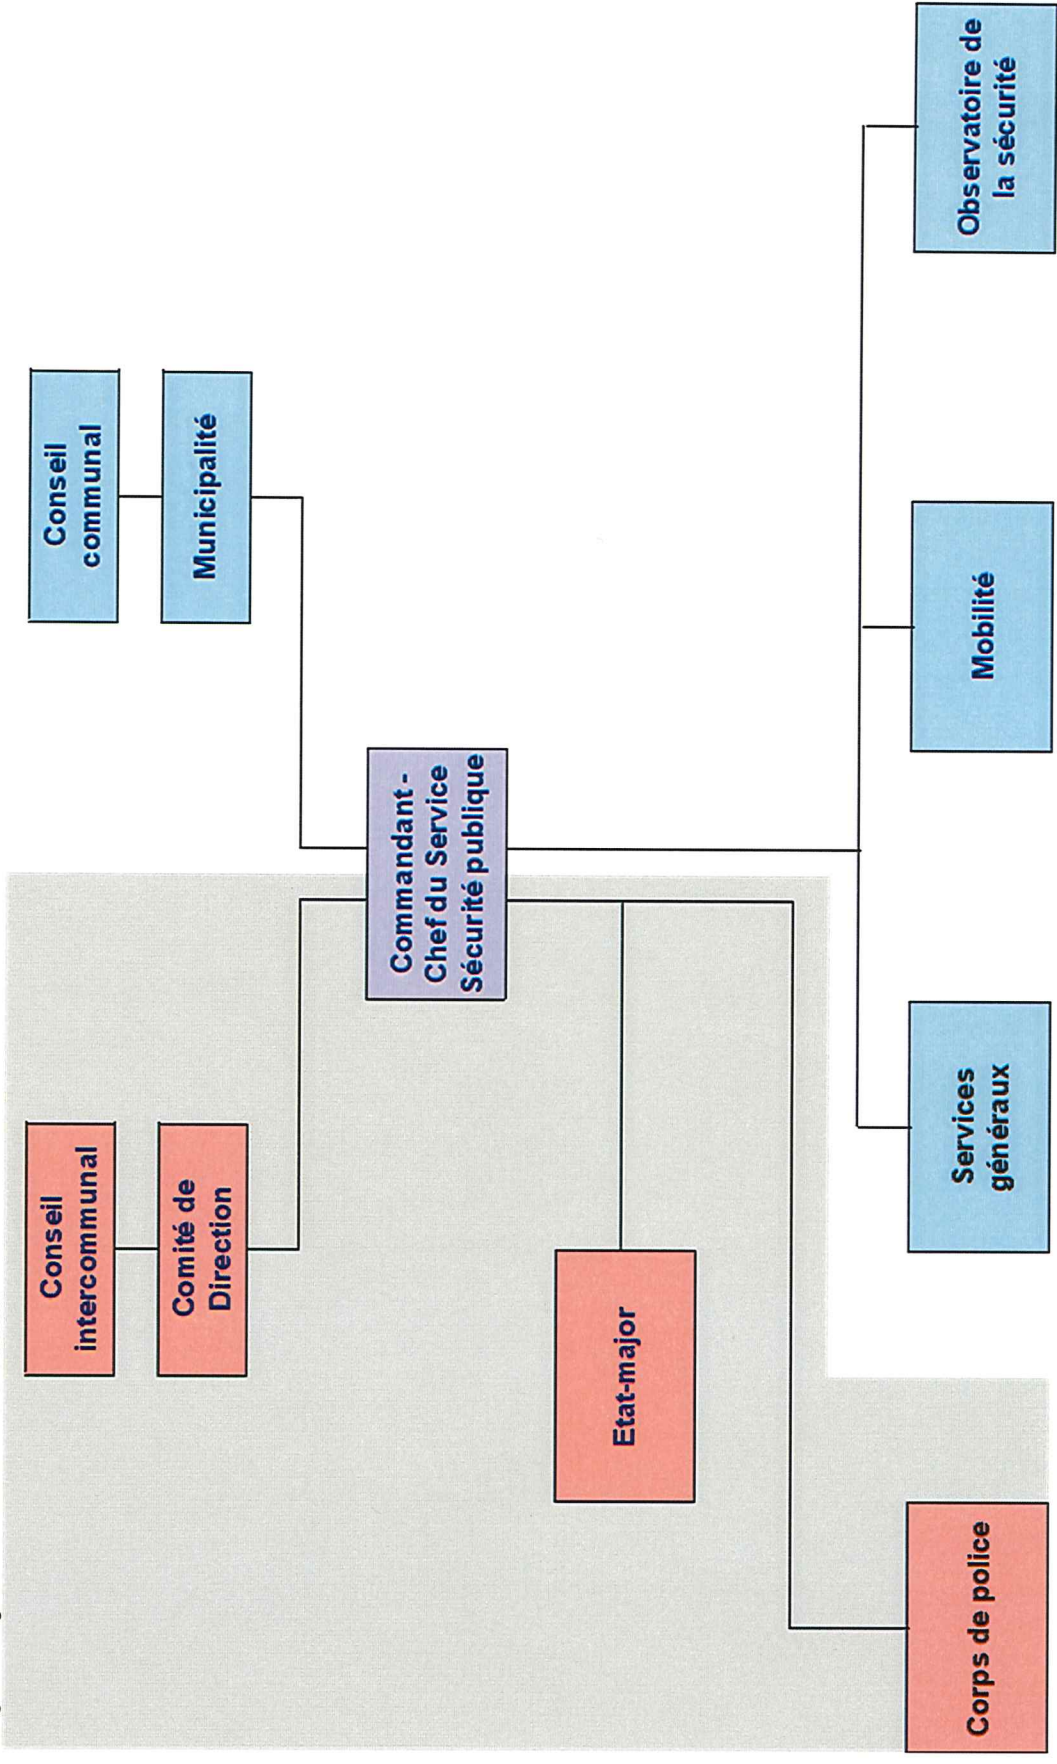 Conseil
intercommunal
Comité de
Direction
Conseil
communal
Municipalité
Commandant -
Chef du Service
Sécurité publique
Etat-major
Corps de police
Services
généraux
Mobilité
Observatoire de
la sécurité